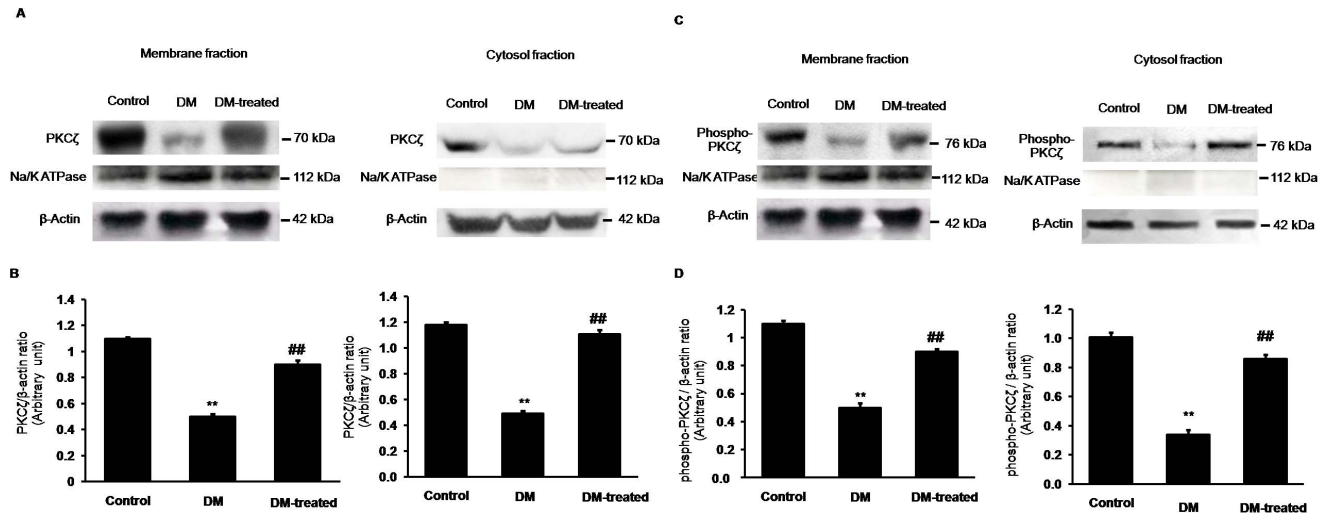 A
Membrane fraction
Control DM DM-treated
PKCζ
70 kDa
Na/K ATPase
112 kDa
β-Actin
42 kDa
Cytosol fraction
Control DM DM-treated
PKCζ
70 kDa
Na/K ATPase
112 kDa
β-Actin
42 kDa
C
Membrane fraction
Control DM DM-treated
Phospho-
PKCζ
76 kDa
Na/K ATPase
112 kDa
β-Actin
42 kDa
Cytosol fraction
Control DM DM-treated
Phospho-
PKCζ
76 kDa
Na/K ATPase
112 kDa
β-Actin
42 kDa
B
PKCζ/β-actin ratio
(Arbitrary unit)
1.4
1.2
1
0.8
0.6
0.4
0.2
0
**
##
Control DM DM-treated
PKCζ/β-actin ratio
(Arbitrary unit)
1.4
1.2
1.0
0.8
0.6
0.4
0.2
0.0
**
##
Control DM DM-treated
D
phospho-PKCζ / β-actin ratio
(Arbitrary unit)
1.2
1
0.8
0.6
0.4
0.2
0
**
##
Control DM DM-treated
phospho-PKCζ / β-actin ratio
(Arbitrary unit)
1.2
1.0
0.8
0.6
0.4
0.2
0.0
**
##
Control DM DM-treated